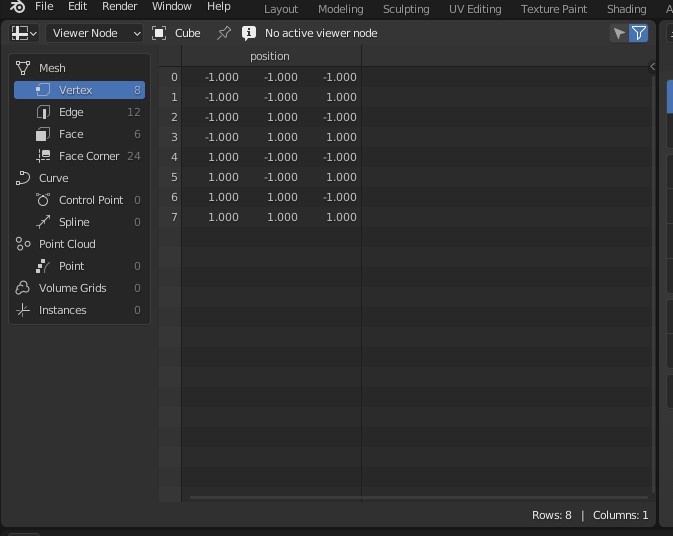 File Edit Render Window Help Layout Modeling Sculpting UV Editing Texture Paint Shading A
Viewer Node Cube No active viewer node
Mesh
Vertex 8
Edge 12
Face 6
Face Corner 24
Curve
Control Point 0
Spline 0
Point Cloud
Point 0
Volume Grids 0
Instances 0
position
0 -1.000 -1.000 -1.000
1 -1.000 -1.000 1.000
2 -1.000 1.000 -1.000
3 -1.000 1.000 1.000
4 1.000 -1.000 -1.000
5 1.000 -1.000 1.000
6 1.000 1.000 -1.000
7 1.000 1.000 1.000
Rows: 8 | Columns: 1